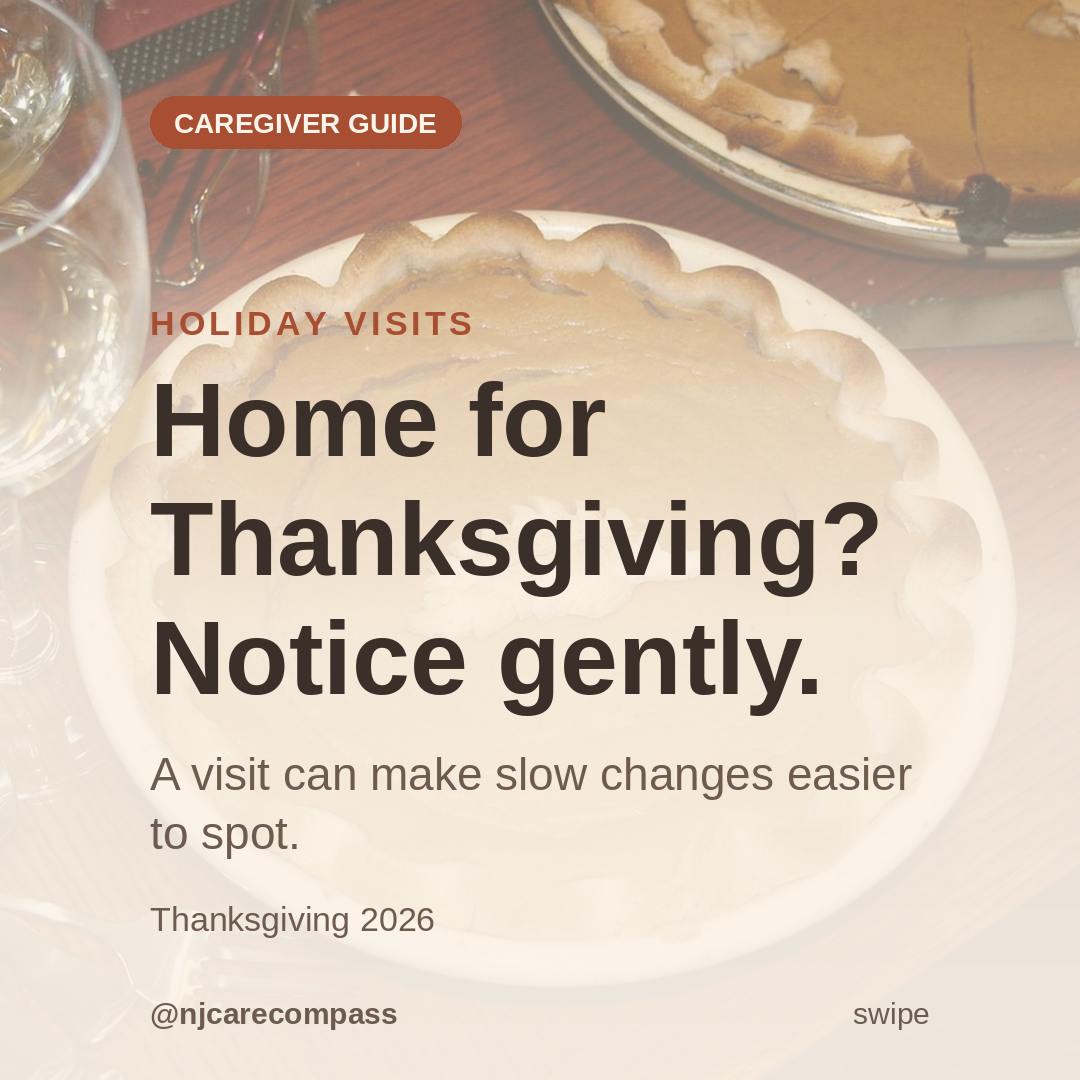 CAREGIVER GUIDE
HOLIDAY VISITS
Home for
Thanksgiving?
Notice gently.
A visit can make slow changes easier
to spot.
Thanksgiving 2026
@njcarecompass
swipe